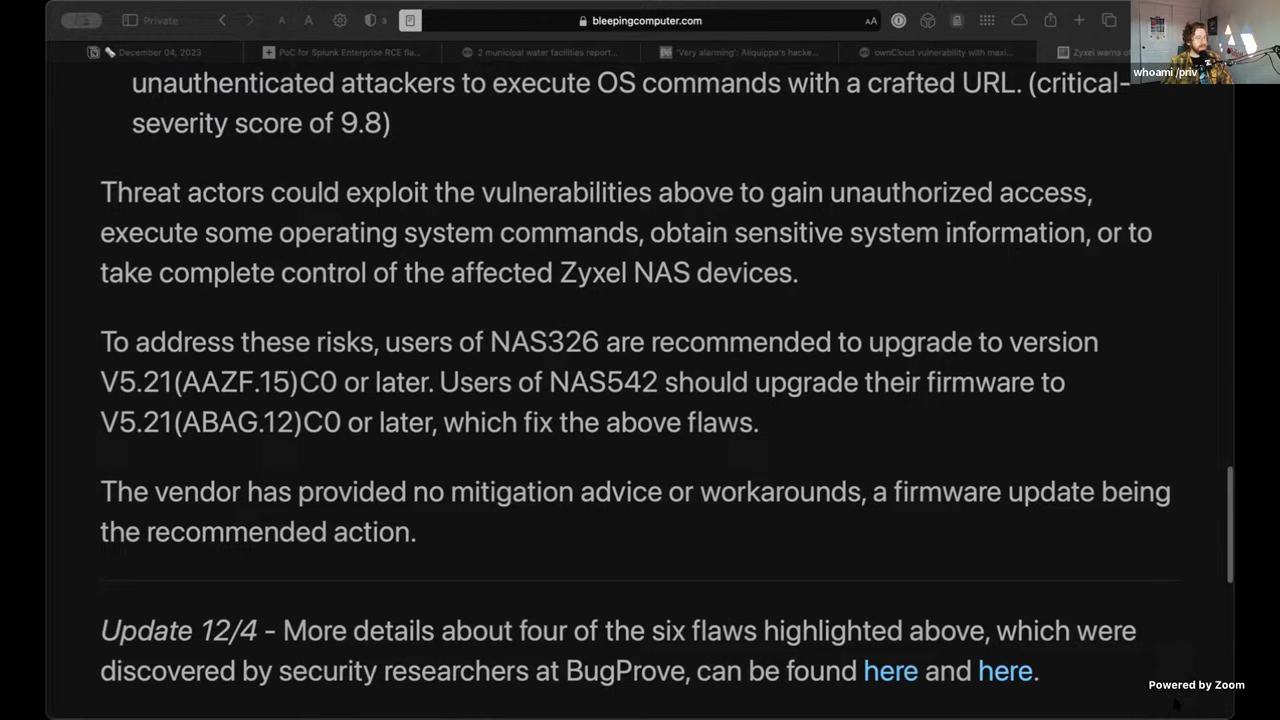 Private
A A
3
bleepingcomputer.com
AA
whoami /priv
December 04, 2023
PoC for Splunk Enterprise RCE fla...
2 municipal water facilities report...
'Very alarming': Aliquippa's hacke...
ownCloud vulnerability with maxi...
Zyxel warns of
unauthenticated attackers to execute OS commands with a crafted URL. (critical-
severity score of 9.8)
Threat actors could exploit the vulnerabilities above to gain unauthorized access,
execute some operating system commands, obtain sensitive system information, or to
take complete control of the affected Zyxel NAS devices.
To address these risks, users of NAS326 are recommended to upgrade to version
V5.21(AAZF.15)C0 or later. Users of NAS542 should upgrade their firmware to
V5.21(ABAG.12)C0 or later, which fix the above flaws.
The vendor has provided no mitigation advice or workarounds, a firmware update being
the recommended action.
Update 12/4 - More details about four of the six flaws highlighted above, which were
discovered by security researchers at BugProve, can be found here and here.
Powered by Zoom